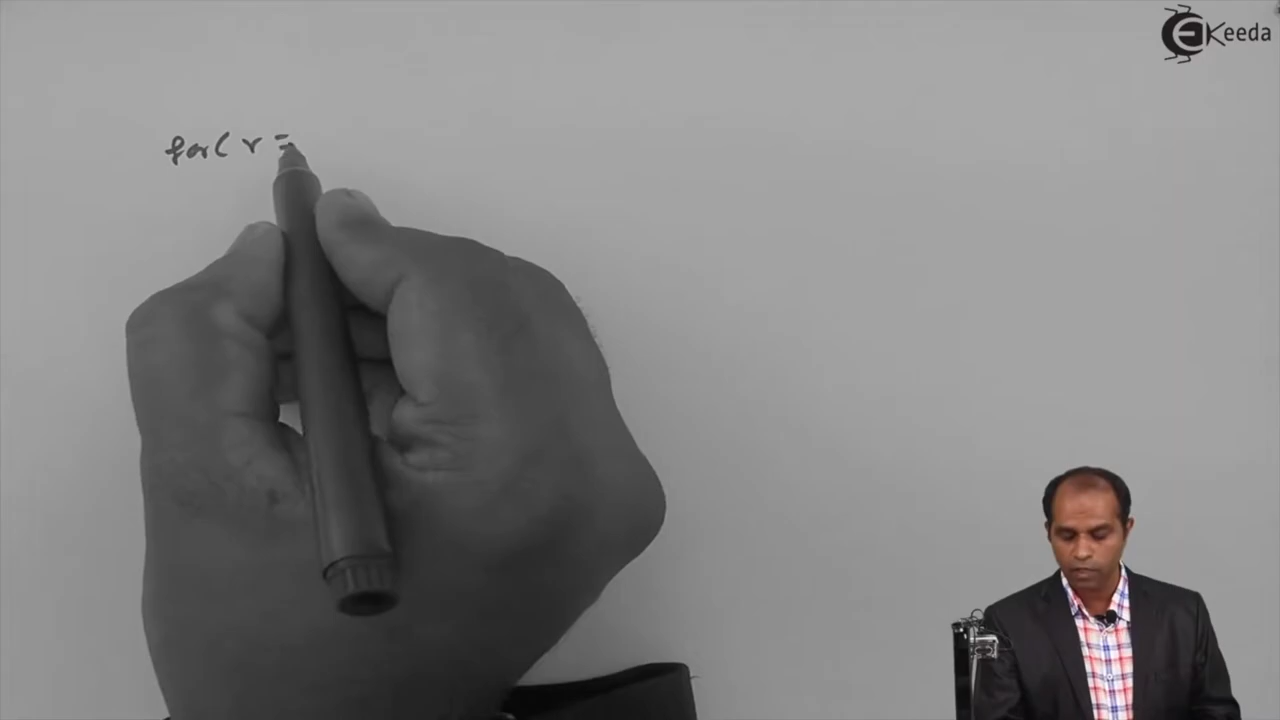 for( r =
EKeeda